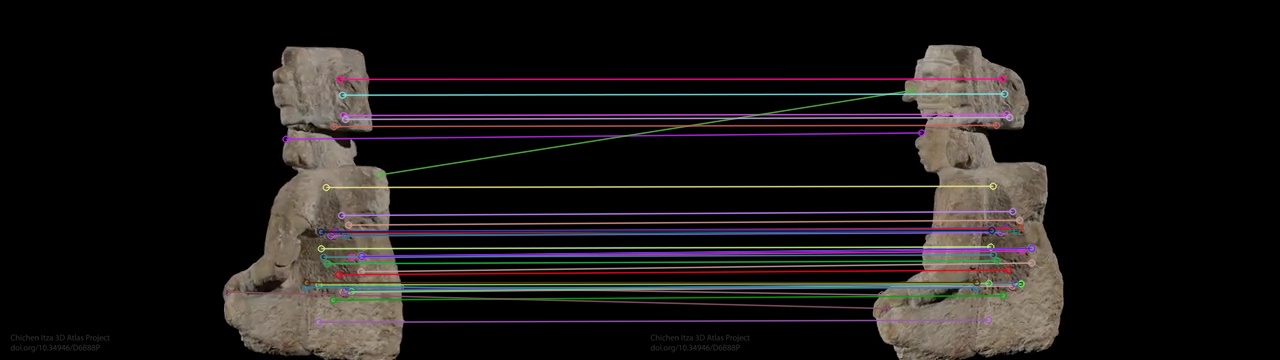 Chichen Itza 3D Atlas Project
doi.org/10.34946/D6B88P
Chichen Itza 3D Atlas Project
doi.org/10.34946/D6B88P